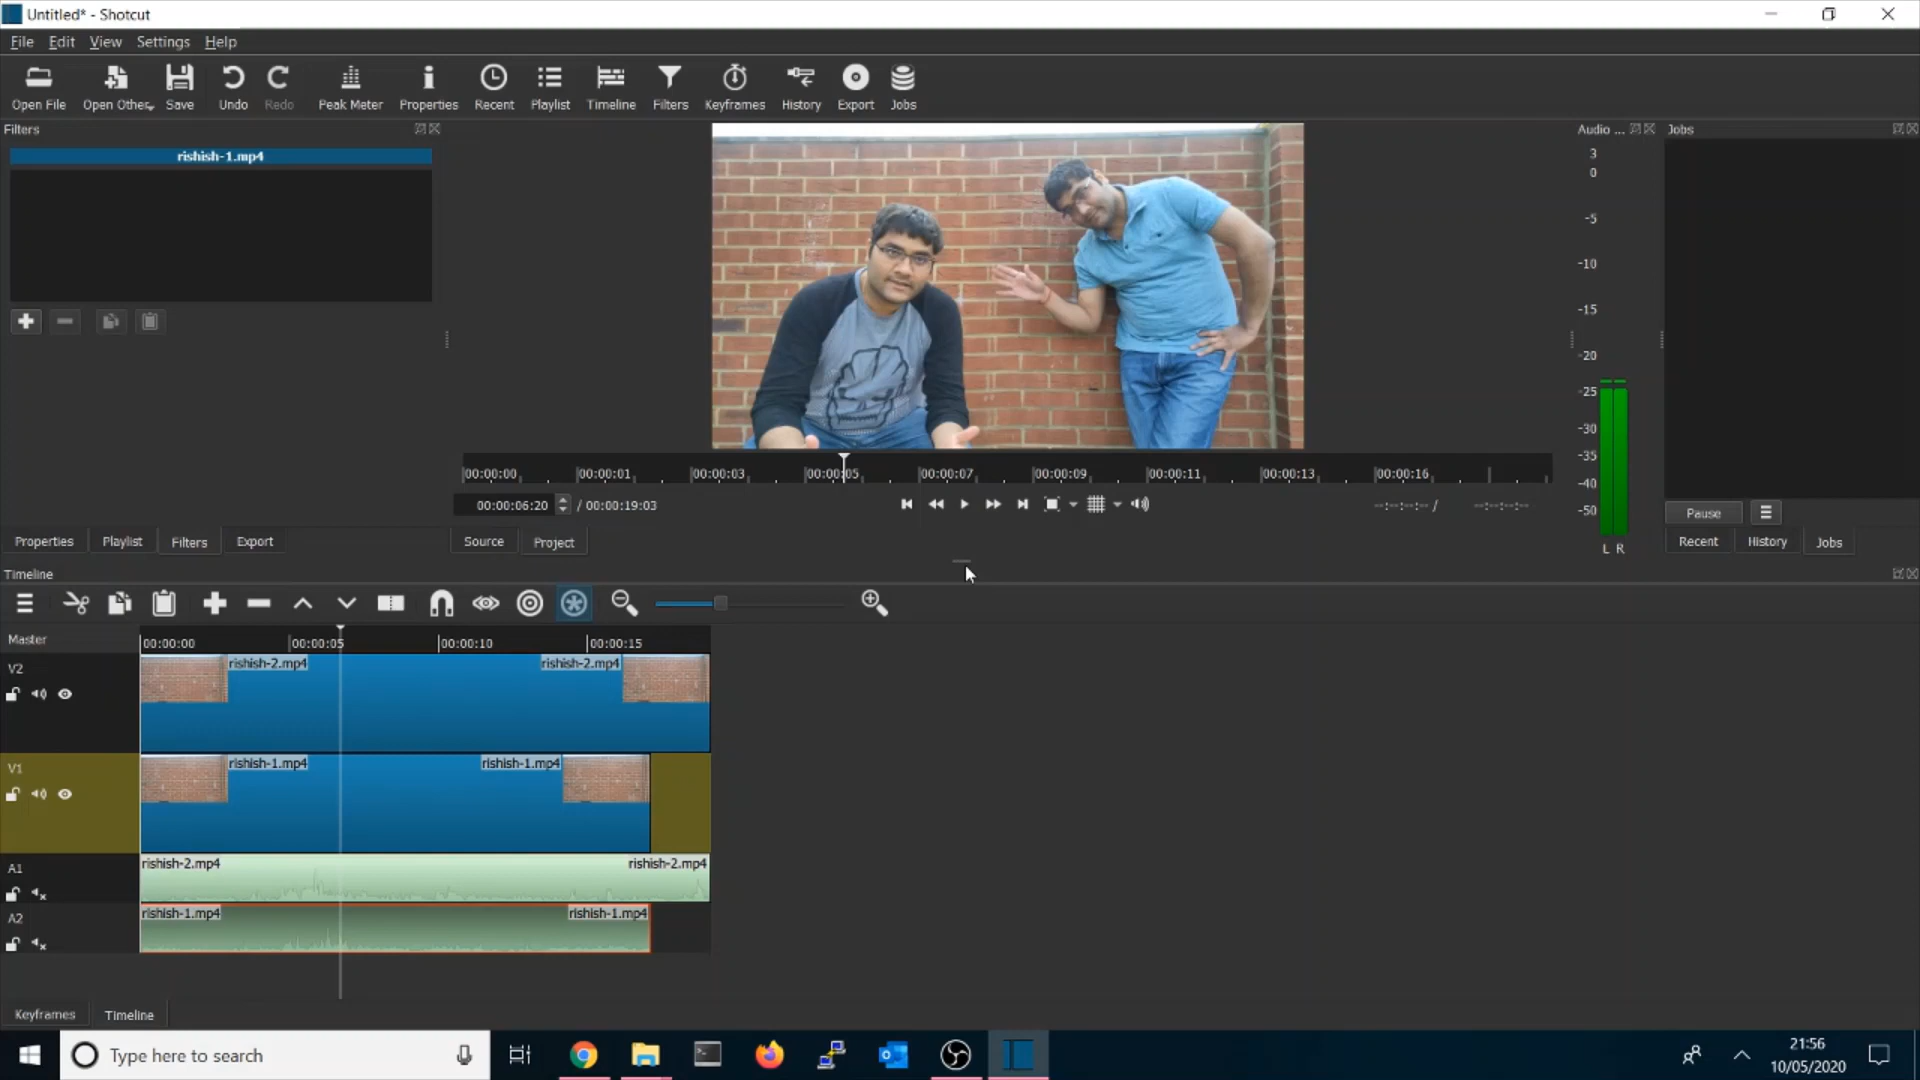 Untitled* - Shotcut
File Edit View Settings Help
Open File Open Other Save Undo Redo Peak Meter Properties Recent Playlist Timeline Filters Keyframes History Export Jobs
Filters
Audio ...
Jobs
rishish-1.mp4
3
0
-5
-10
-15
-20
-25
-30
-35
-40
-50
L R
00:00:00 00:00:01 00:00:03 00:00:05 00:00:07 00:00:09 00:00:11 00:00:13 00:00:16
00:00:06:20 / 00:00:19:03
--:--:--:-- / --:--:--:--
Pause
Properties Playlist Filters Export
Source Project
Recent History Jobs
Timeline
Master
00:00:00 00:00:05 00:00:10 00:00:15
V2
rishish-2.mp4 rishish-2.mp4
V1
rishish-1.mp4 rishish-1.mp4
A1
rishish-2.mp4 rishish-2.mp4
A2
rishish-1.mp4 rishish-1.mp4
Keyframes Timeline
Type here to search
21:56
10/05/2020